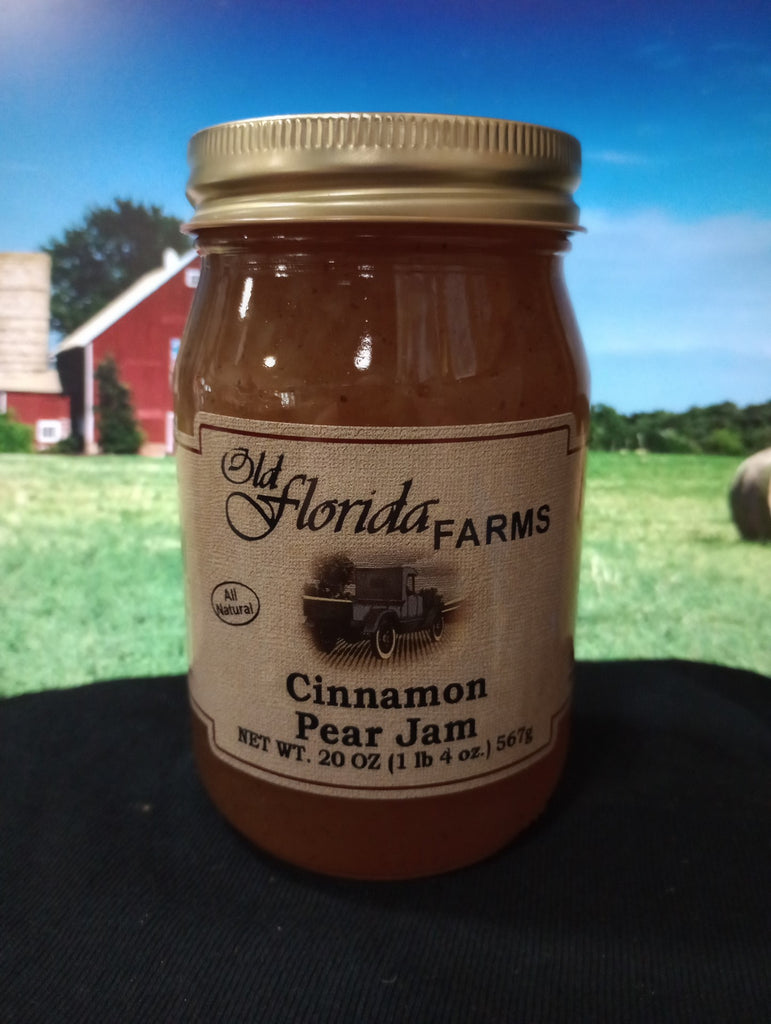 Old
Florida FARMS
All
Natural
Cinnamon
Pear Jam
NET WT. 20 OZ (1 lb 4 oz.) 567g